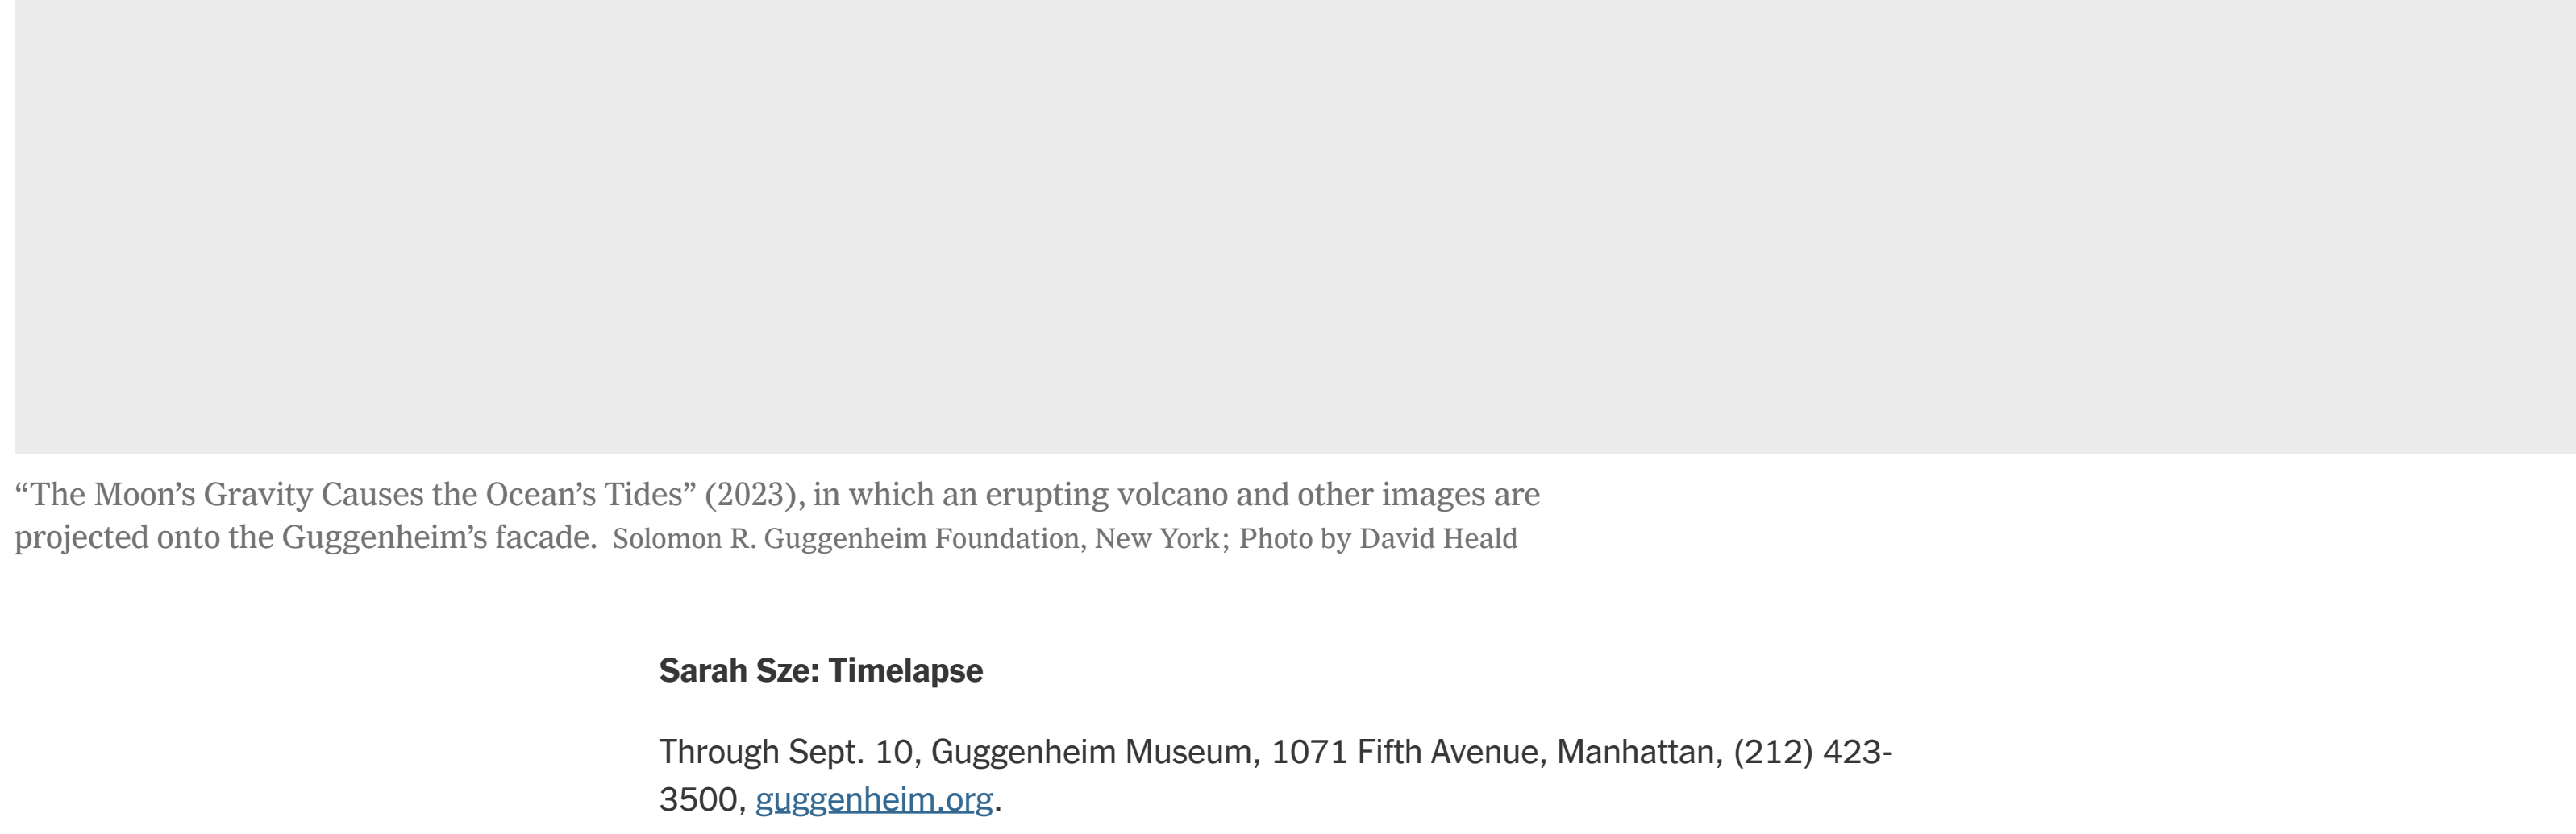 “The Moon’s Gravity Causes the Ocean’s Tides” (2023), in which an erupting volcano and other images are
projected onto the Guggenheim’s facade. Solomon R. Guggenheim Foundation, New York; Photo by David Heald
Sarah Sze: Timelapse
Through Sept. 10, Guggenheim Museum, 1071 Fifth Avenue, Manhattan, (212) 423-
3500, guggenheim.org.